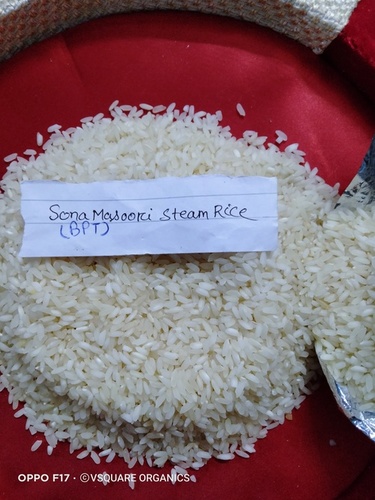 Sona Masoori Steam Rice
(BPT)
OPPO F17 · ©VSQUARE ORGANICS